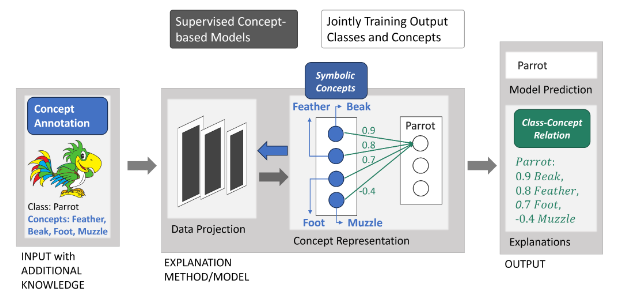 Supervised Concept-
based Models
Jointly Training Output
Classes and Concepts
Concept
Annotation
Class: Parrot
Concepts: Feather,
Beak, Foot, Muzzle
INPUT with
ADDITIONAL
KNOWLEDGE
Data Projection
EXPLANATION
METHOD/MODEL
Symbolic
Concepts
Feather
Beak
0.9
0.8
0.7
-0.4
Parrot
Foot
Muzzle
Concept Representation
Parrot
Model Prediction
Class-Concept
Relation
Parrot:
0.9 Beak,
0.8 Feather,
0.7 Foot,
-0.4 Muzzle
Explanations
OUTPUT